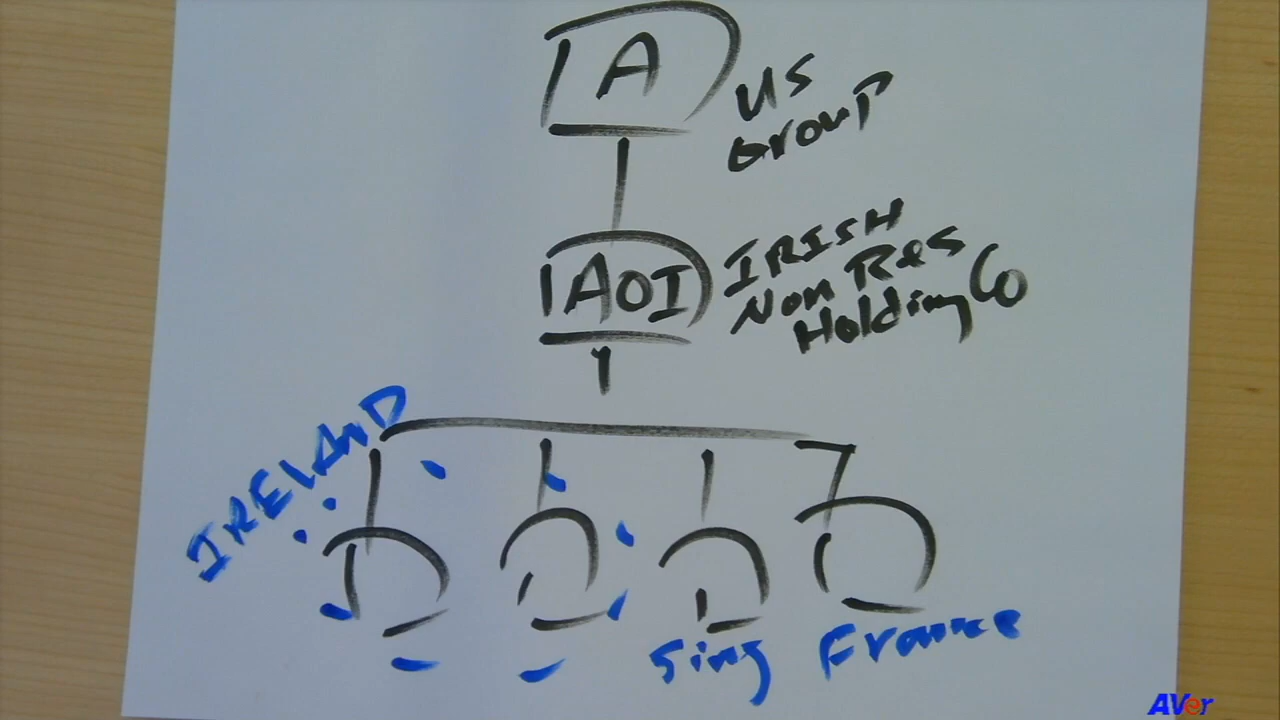 A
US
Group
AOI
IRISH
Non Res
Holding Co
IRELAND
Sing
France
AVer